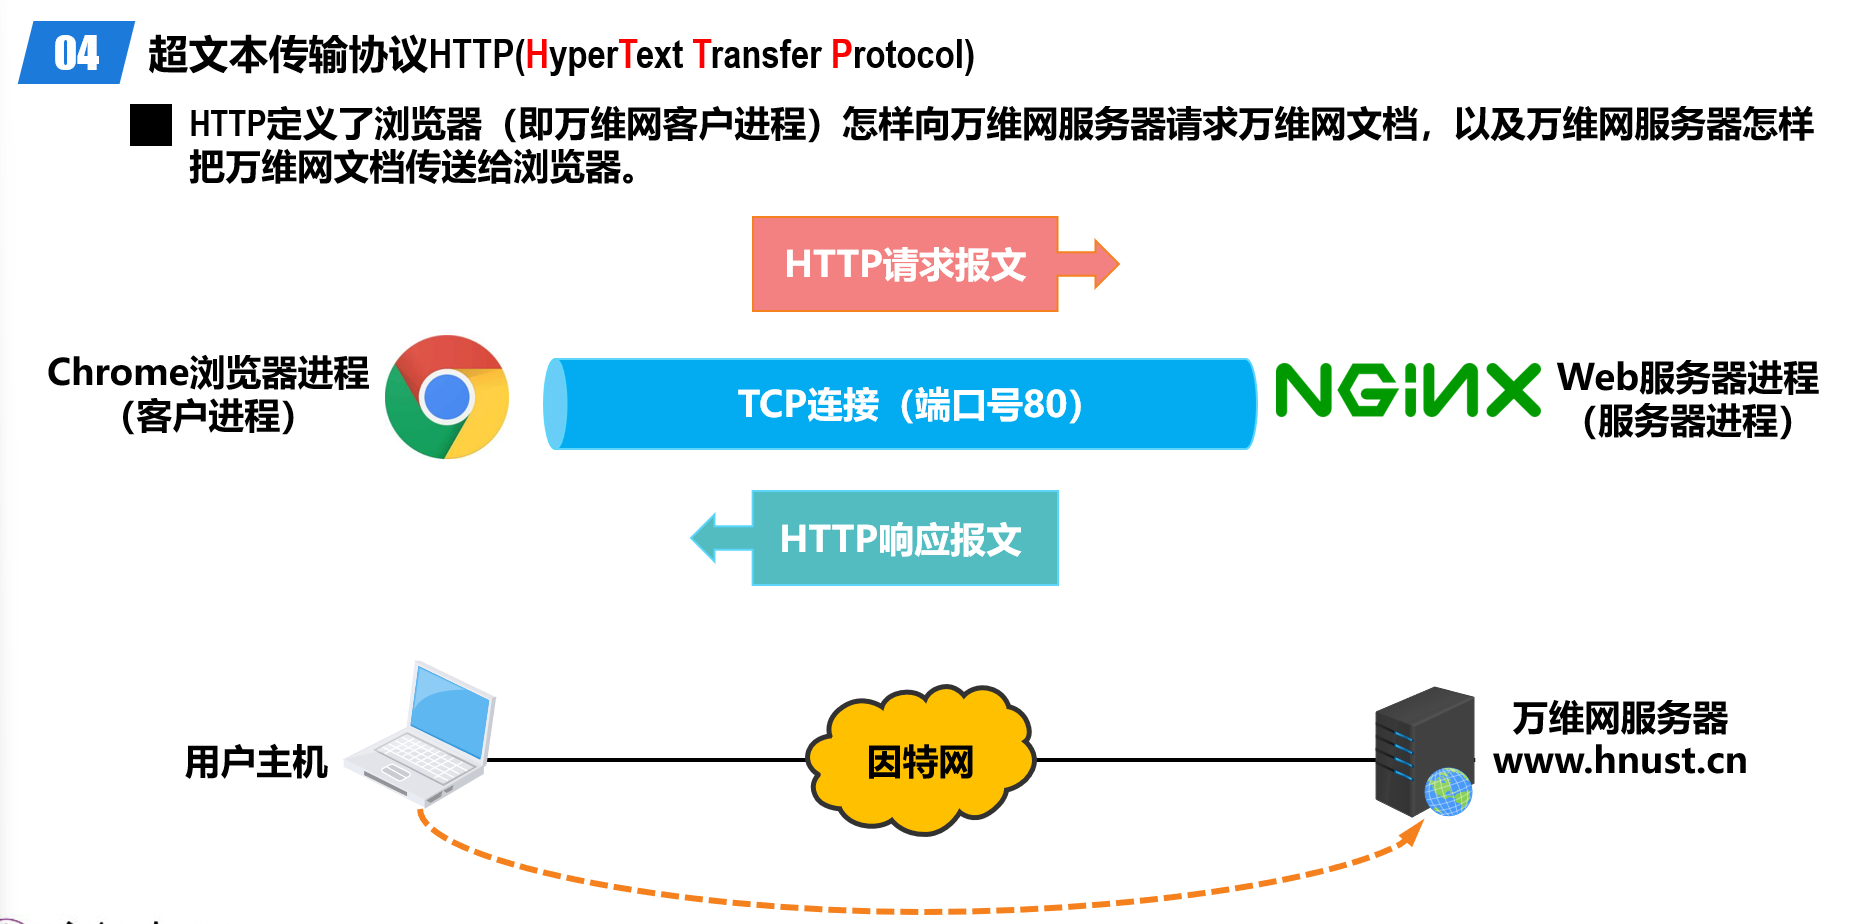 04
超文本传输协议HTTP(HyperText Transfer Protocol)
HTTP定义了浏览器（即万维网客户进程）怎样向万维网服务器请求万维网文档，以及万维网服务器怎样
把万维网文档传送给浏览器。
HTTP请求报文
Chrome浏览器进程
（客户进程）
TCP连接（端口号80）
NGINX
Web服务器进程
（服务器进程）
HTTP响应报文
用户主机
因特网
万维网服务器
www.hnust.cn